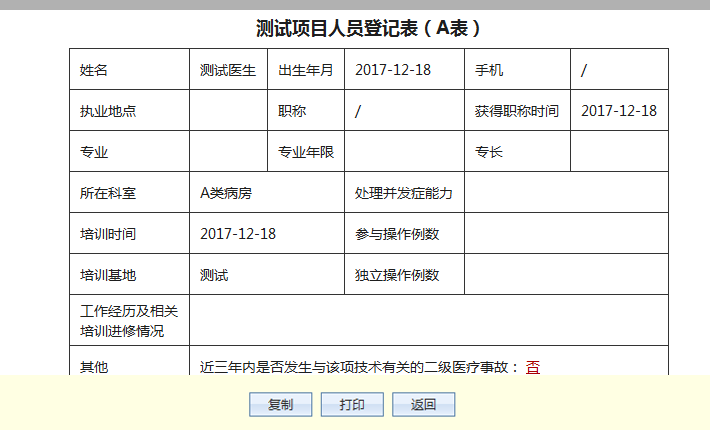 测试项目人员登记表（A表）
姓名 测试医生 出生年月 2017-12-18 手机 /
执业地点 职称 / 获得职称时间 2017-12-18
专业 专业年限 专长
所在科室 A类病房 处理并发症能力
培训时间 2017-12-18 参与操作例数
培训基地 测试 独立操作例数
工作经历及相关
培训进修情况
其他 近三年内是否发生与该项技术有关的二级医疗事故： 否
复制 打印 返回